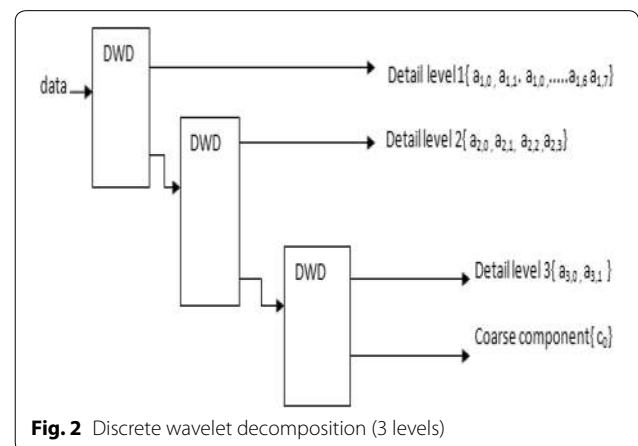 DWD
data
Detail level 1{ a1,0, a1,1, a1,0,.....a1,6 a1,7}
DWD
Detail level 2{ a2,0, a2,1, a2,2, a2,3}
DWD
Detail level 3{ a3,0, a3,1 }
Coarse component{ c0}
Fig. 2 Discrete wavelet decomposition (3 levels)